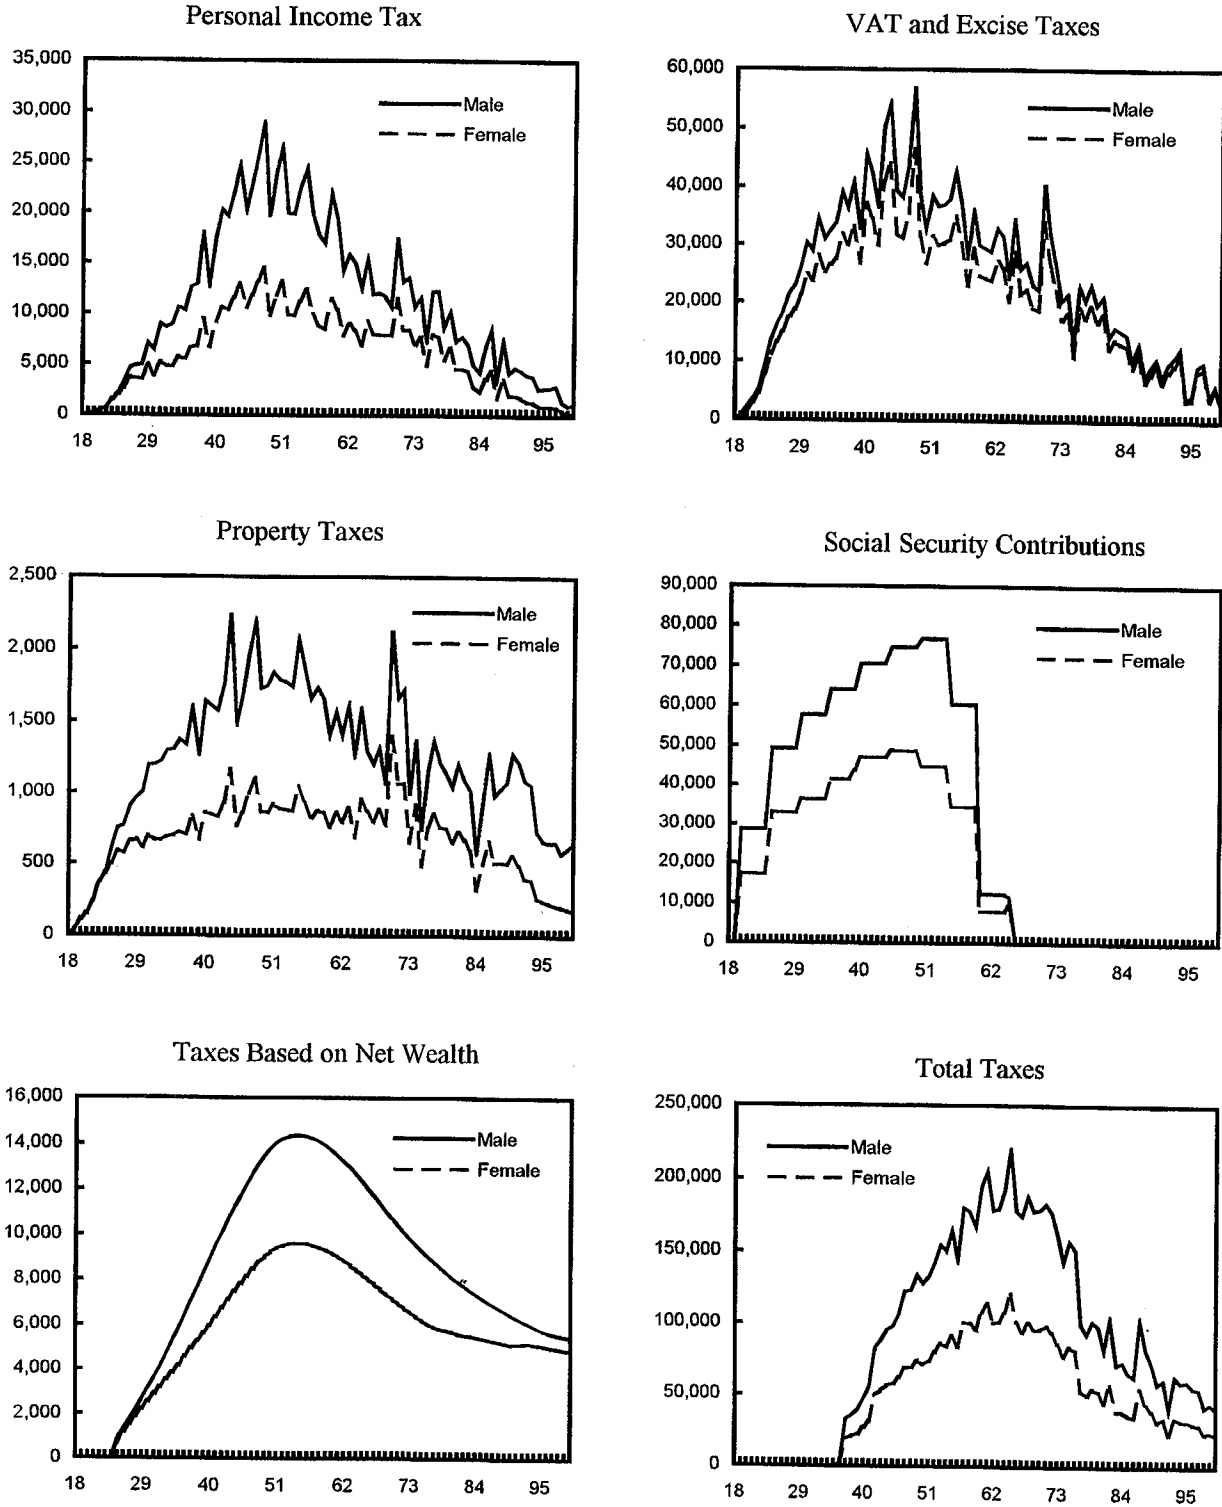 Personal Income Tax
35,000
30,000
25,000
20,000
15,000
10,000
5,000
0
Male
Female
18 29 40 51 62 73 84 95
VAT and Excise Taxes
60,000
50,000
40,000
30,000
20,000
10,000
0
Male
Female
18 29 40 51 62 73 84 95
Property Taxes
2,500
2,000
1,500
1,000
500
0
Male
Female
18 29 40 51 62 73 84 95
Social Security Contributions
90,000
80,000
70,000
60,000
50,000
40,000
30,000
20,000
10,000
0
Male
Female
18 29 40 51 62 73 84 95
Taxes Based on Net Wealth
16,000
14,000
12,000
10,000
8,000
6,000
4,000
2,000
0
Male
Female
18 29 40 51 62 73 84 95
Total Taxes
250,000
200,000
150,000
100,000
50,000
0
Male
Female
18 29 40 51 62 73 84 95